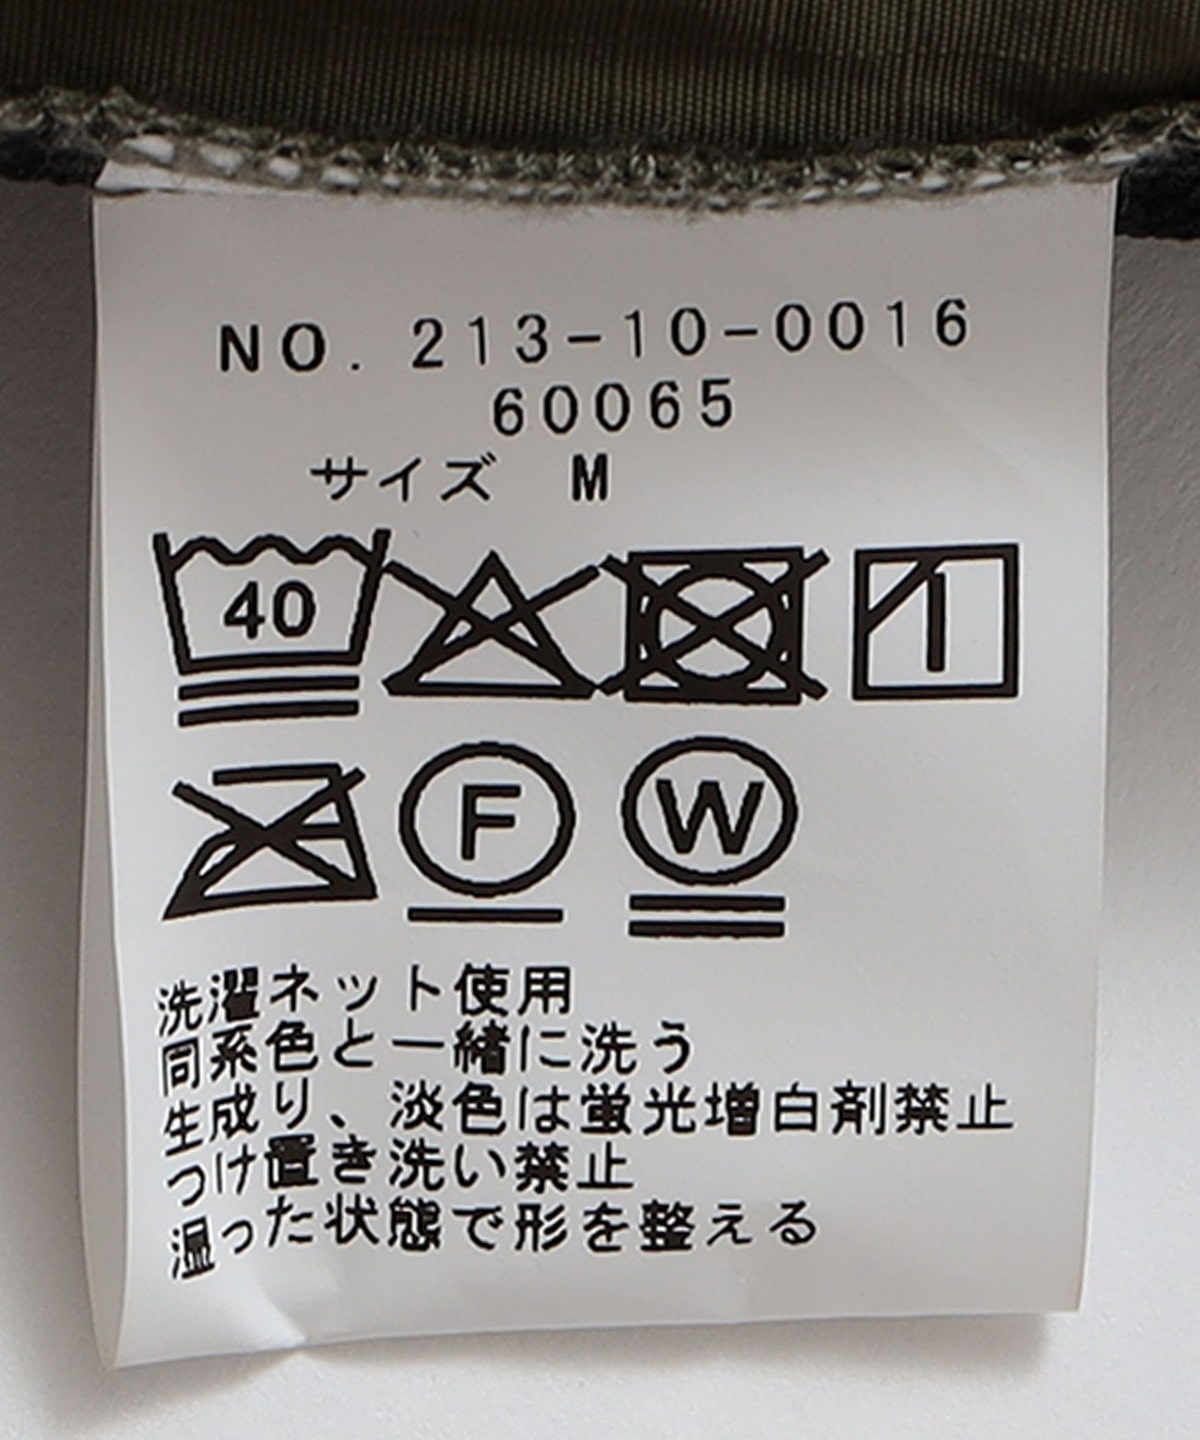 NO. 213-10-0016
60065
サイズ M
40
F W
洗濯ネット使用
同系色と一緒に洗う
生成り、淡色は蛍光増白剤禁止
つけ置き洗い禁止
湿った状態で形を整える